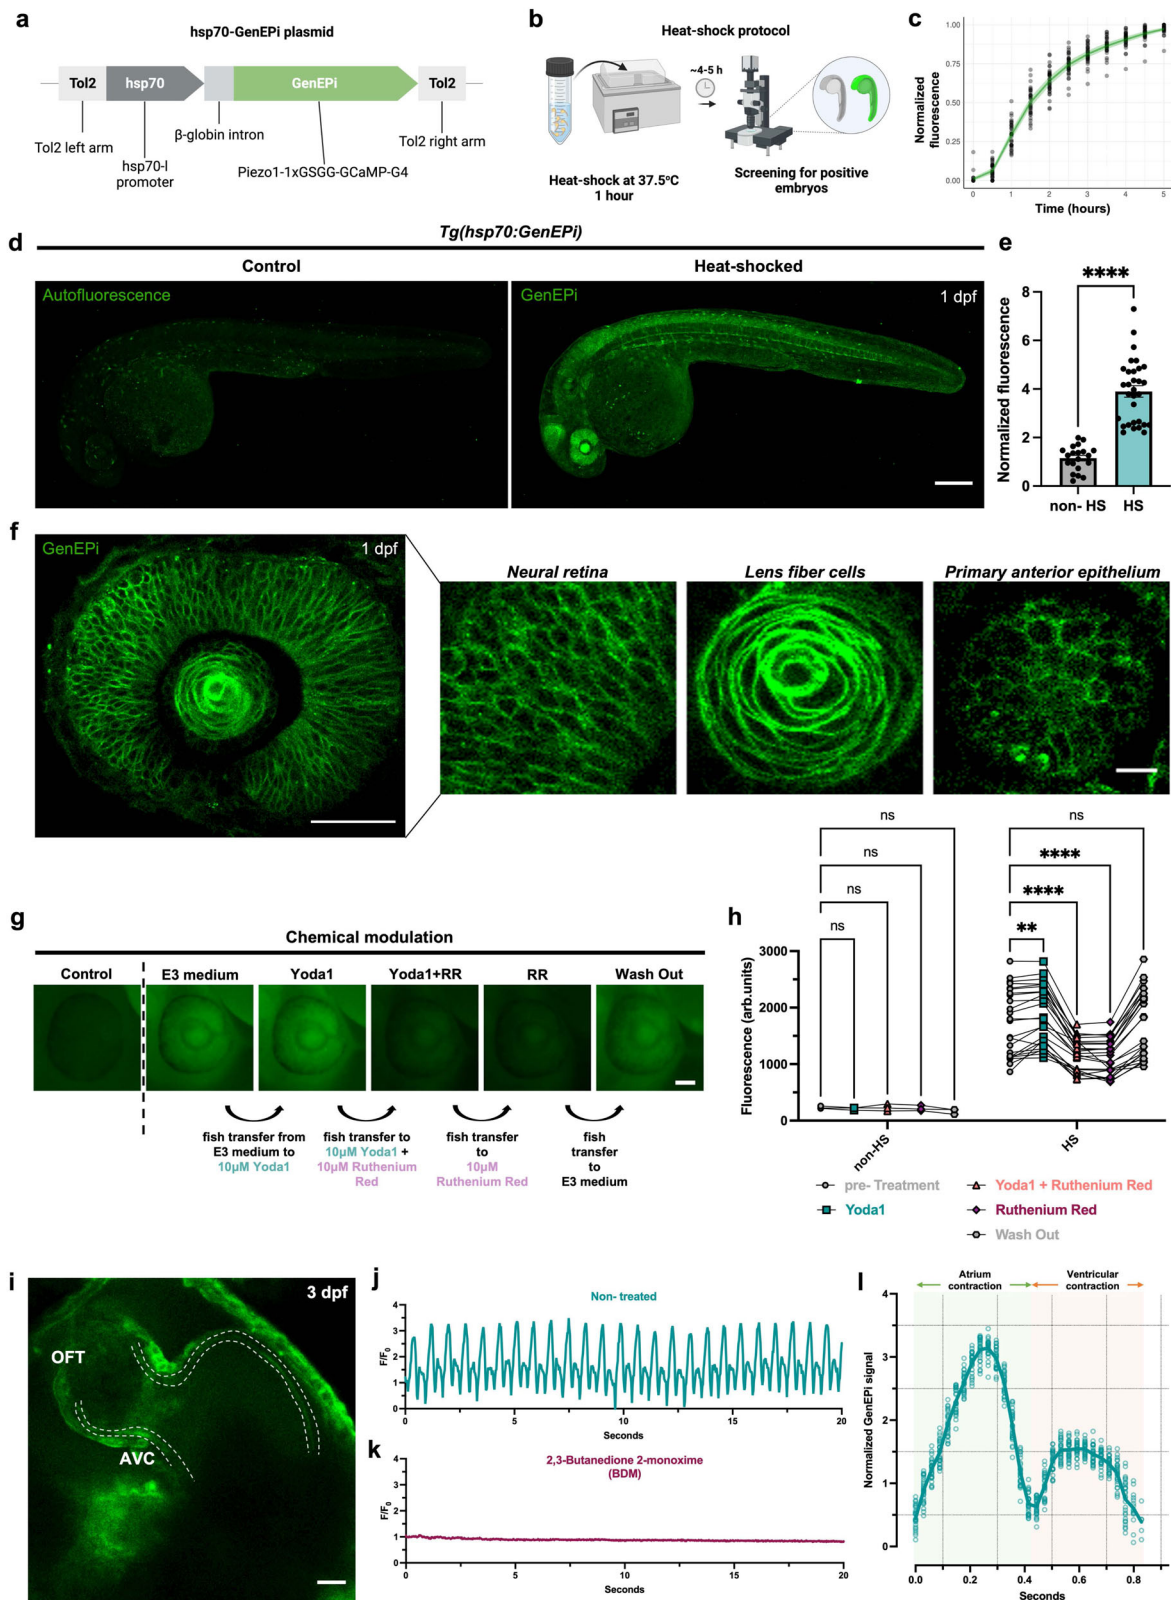 a
hsp70-GenEPi plasmid
Tol2
hsp70
GenEPi
Tol2
β-globin intron
Tol2 left arm
Tol2 right arm
hsp70-l
promoter
Piezo1-1xGSGG-GCaMP-G4
b
Heat-shock protocol
~4-5 h
Heat-shock at 37.5ºC
1 hour
Screening for positive
embryos
c
Normalized
fluorescence
1.00
0.75
0.50
0.25
0.00
0 1 2 3 4 5
Time (hours)
Tg(hsp70:GenEPi)
d
Control
Heat-shocked
Autofluorescence
GenEPi
1 dpf
e
****
Normalized fluorescence
8
6
4
2
0
non- HS
HS
f
GenEPi
1 dpf
Neural retina
Lens fiber cells
Primary anterior epithelium
g
Chemical modulation
Control
E3 medium
Yoda1
Yoda1+RR
RR
Wash Out
fish transfer from
E3 medium to
10µM Yoda1
fish transfer to
10µM Yoda1 +
10µM Ruthenium
Red
fish transfer
to
10µM
Ruthenium Red
fish
transfer
to
E3 medium
h
ns
ns
ns
ns
ns
****
****
**
Fluorescence (arb.units)
3000
2000
1000
0
non-HS
HS
pre- Treatment
Yoda1
Yoda1 + Ruthenium Red
Ruthenium Red
Wash Out
i
3 dpf
OFT
AVC
j
Non- treated
F/F0
4
3
2
1
0
0 5 10 15 20
Seconds
k
2,3-Butanedione 2-monoxime
(BDM)
F/F0
4
3
2
1
0
0 5 10 15 20
Seconds
l
Atrium
contraction
Ventricular
contraction
Normalized GenEPi signal
4
3
2
1
0
0.0 0.2 0.4 0.6 0.8
Seconds